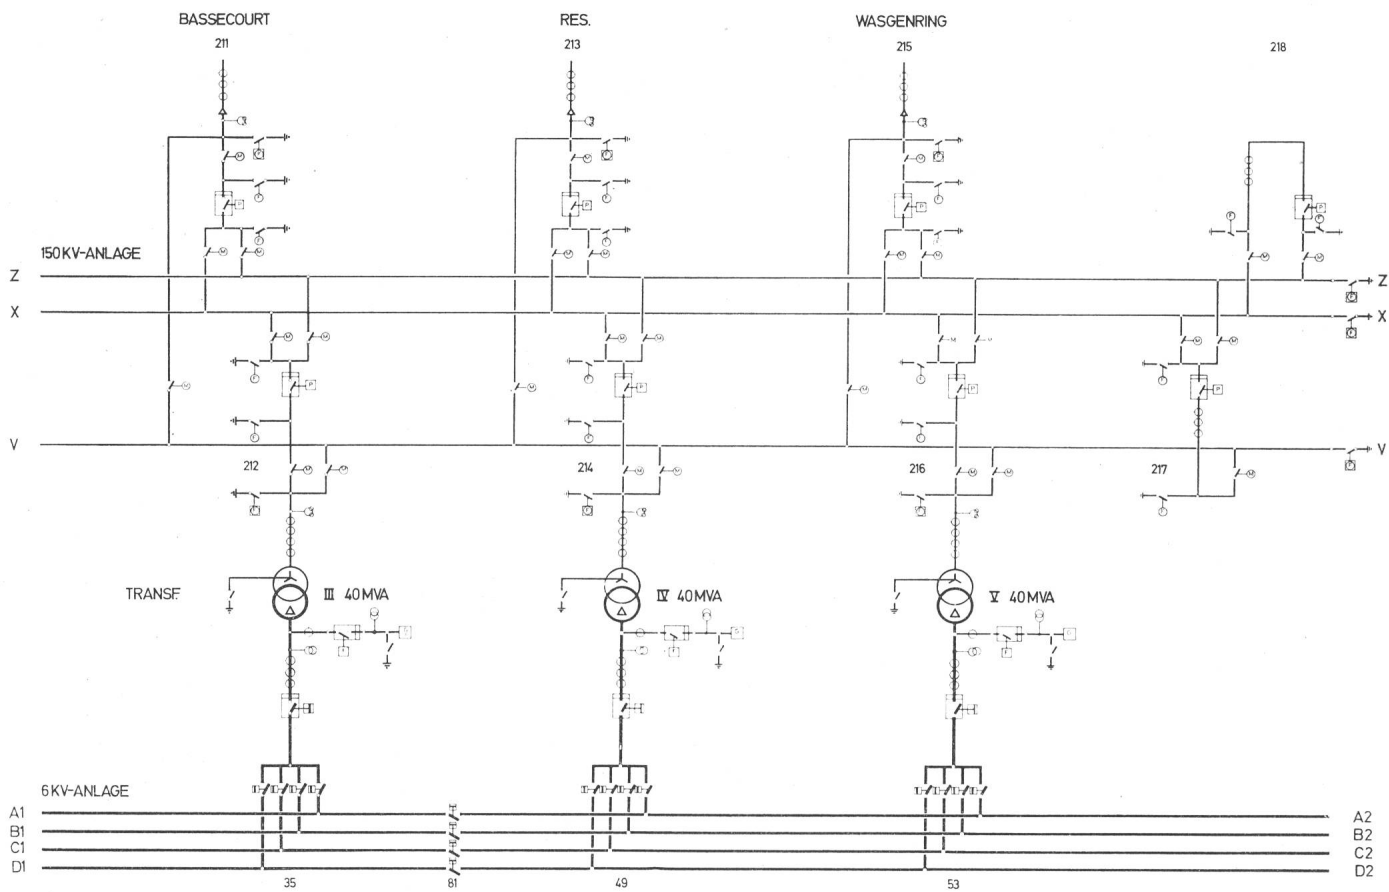 BASSECOURT RES. WASGENRING
211 213 215 218
150 KV-ANLAGE
Z Z
X X
V V
212 214 216 217
TRANSF. III 40 MVA IV 40 MVA V 40 MVA
6 KV-ANLAGE
A1 A2
B1 B2
C1 C2
D1 D2
35 81 49 53